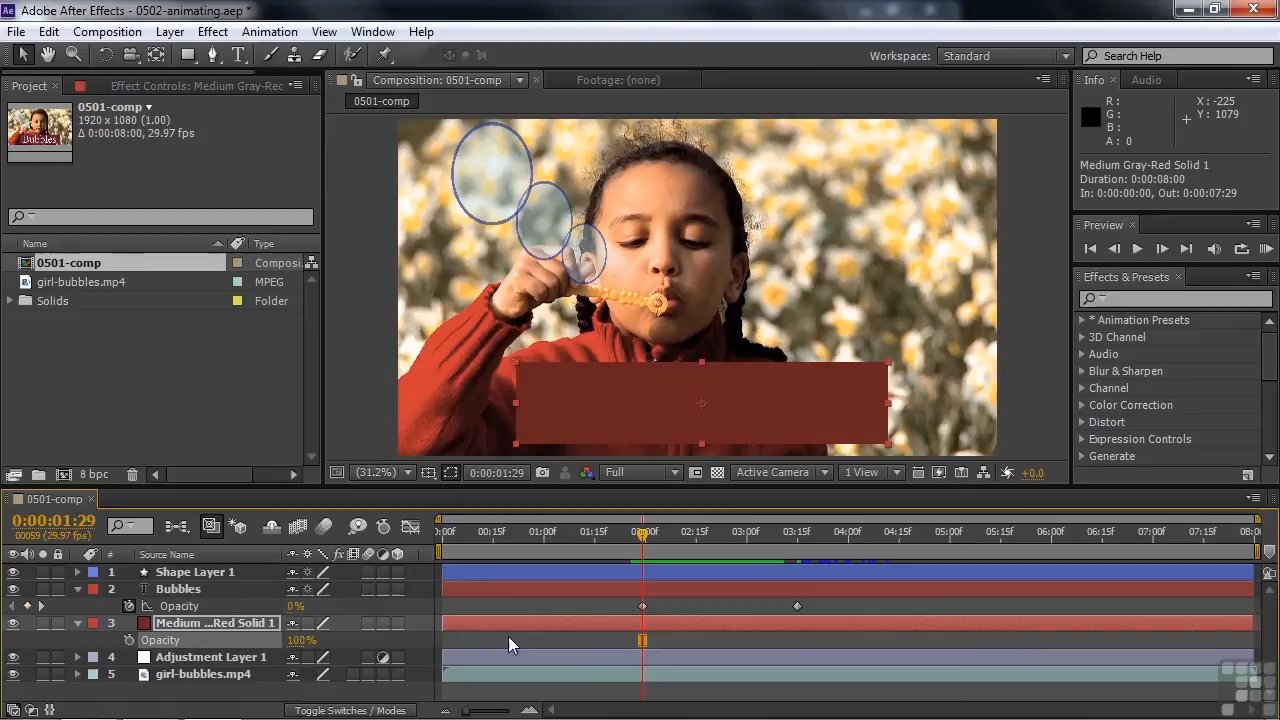 Ae Adobe After Effects - 0502-animating.aep *
File Edit Composition Layer Effect Animation View Window Help
Workspace: Standard Search Help
Project Effect Controls: Medium Gray-Rec
Composition: 0501-comp Footage: (none)
Info Audio
0501-comp
1920 x 1080 (1.00)
Δ 0:00:08:00, 29.97 fps
Bubbles
0501-comp
R :
G :
B :
A : 0
X : -225
Y : 1079
Medium Gray-Red Solid 1
Duration: 0:00:08:00
In: 0:00:00:00, Out: 0:00:07:29
Preview
Name Type
0501-comp Composi...
girl-bubbles.mp4 MPEG
Solids Folder
Effects & Presets
* Animation Presets
3D Channel
Audio
Blur & Sharpen
Channel
Color Correction
Distort
Expression Controls
Generate
8 bpc
(31.2%) 0:00:01:29 Full Active Camera 1 View +0.0
0501-comp
0:00:01:29
00059 (29.97 fps)
):00f 00:15f 01:00f 01:15f 02:00f 02:15f 03:00f 03:15f 04:00f 04:15f 05:00f 05:15f 06:00f 06:15f 07:00f 07:15f 08:0
# Source Name fx
1 Shape Layer 1
2 T Bubbles
Opacity 0%
3 Medium ...Red Solid 1
Opacity 100%
4 Adjustment Layer 1
5 girl-bubbles.mp4
Toggle Switches / Modes